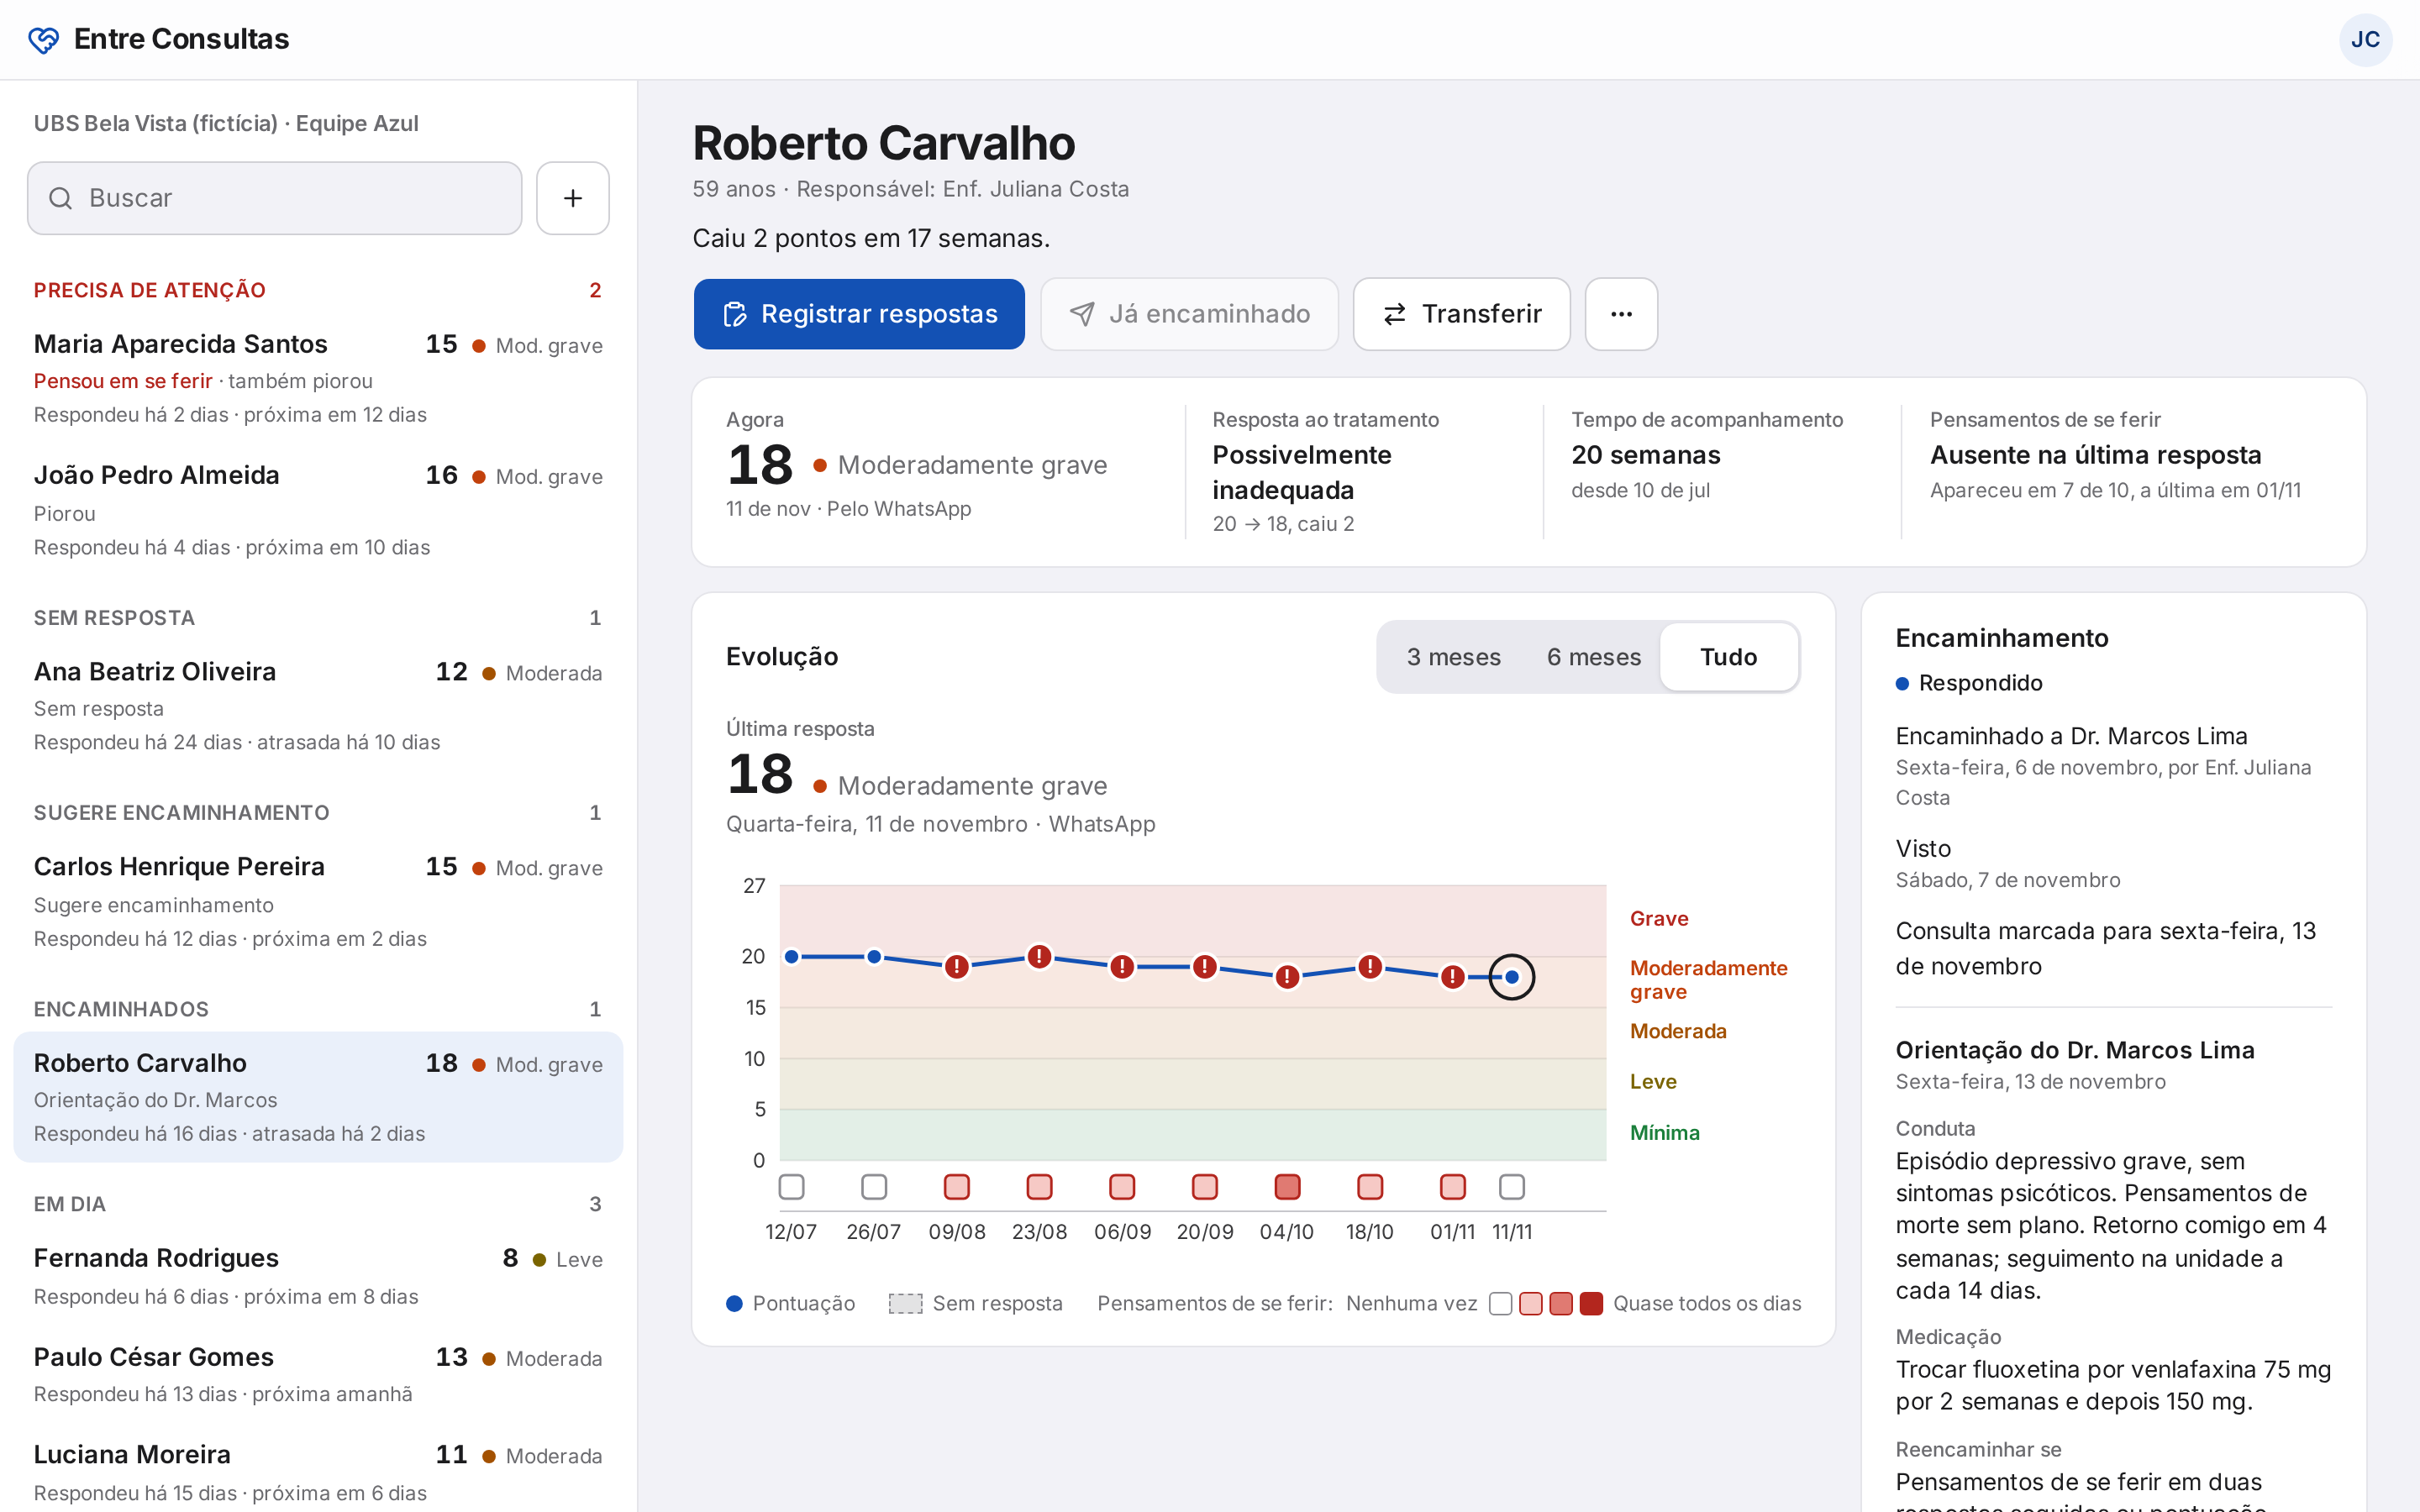 Entre Consultas
JC
UBS Bela Vista (fictícia) · Equipe Azul
Buscar
+
PRECISA DE ATENÇÃO 2
Maria Aparecida Santos 15 Mod. grave
Pensou em se ferir · também piorou
Respondeu há 2 dias · próxima em 12 dias
João Pedro Almeida 16 Mod. grave
Piorou
Respondeu há 4 dias · próxima em 10 dias
SEM RESPOSTA 1
Ana Beatriz Oliveira 12 Moderada
Sem resposta
Respondeu há 24 dias · atrasada há 10 dias
SUGERE ENCAMINHAMENTO 1
Carlos Henrique Pereira 15 Mod. grave
Sugere encaminhamento
Respondeu há 12 dias · próxima em 2 dias
ENCAMINHADOS 1
Roberto Carvalho 18 Mod. grave
Orientação do Dr. Marcos
Respondeu há 16 dias · atrasada há 2 dias
EM DIA 3
Fernanda Rodrigues 8 Leve
Respondeu há 6 dias · próxima em 8 dias
Paulo César Gomes 13 Moderada
Respondeu há 13 dias · próxima amanhã
Luciana Moreira 11 Moderada
Respondeu há 15 dias · próxima em 6 dias
Roberto Carvalho
59 anos · Responsável: Enf. Juliana Costa
Caiu 2 pontos em 17 semanas.
Registrar respostas
Já encaminhado
Transferir
···
Agora
18 Moderadamente grave
11 de nov · Pelo WhatsApp
Resposta ao tratamento
Possivelmente
inadequada
20 → 18, caiu 2
Tempo de acompanhamento
20 semanas
desde 10 de jul
Pensamentos de se ferir
Ausente na última resposta
Apareceu em 7 de 10, a última em 01/11
Evolução
3 meses 6 meses Tudo
Última resposta
18 Moderadamente grave
Quarta-feira, 11 de novembro · WhatsApp
27
20
15
10
5
0
! ! ! ! ! ! !
Grave
Moderadamente
grave
Moderada
Leve
Mínima
12/07 26/07 09/08 23/08 06/09 20/09 04/10 18/10 01/11 11/11
Pontuação Sem resposta Pensamentos de se ferir: Nenhuma vez Quase todos os dias
Encaminhamento
Respondido
Encaminhado a Dr. Marcos Lima
Sexta-feira, 6 de novembro, por Enf. Juliana
Costa
Visto
Sábado, 7 de novembro
Consulta marcada para sexta-feira, 13
de novembro
Orientação do Dr. Marcos Lima
Sexta-feira, 13 de novembro
Conduta
Episódio depressivo grave, sem
sintomas psicóticos. Pensamentos de
morte sem plano. Retorno comigo em 4
semanas; seguimento na unidade a
cada 14 dias.
Medicação
Trocar fluoxetina por venlafaxina 75 mg
por 2 semanas e depois 150 mg.
Reencaminhar se
Pensamentos de se ferir em duas
respostas seguidas ou pontuação